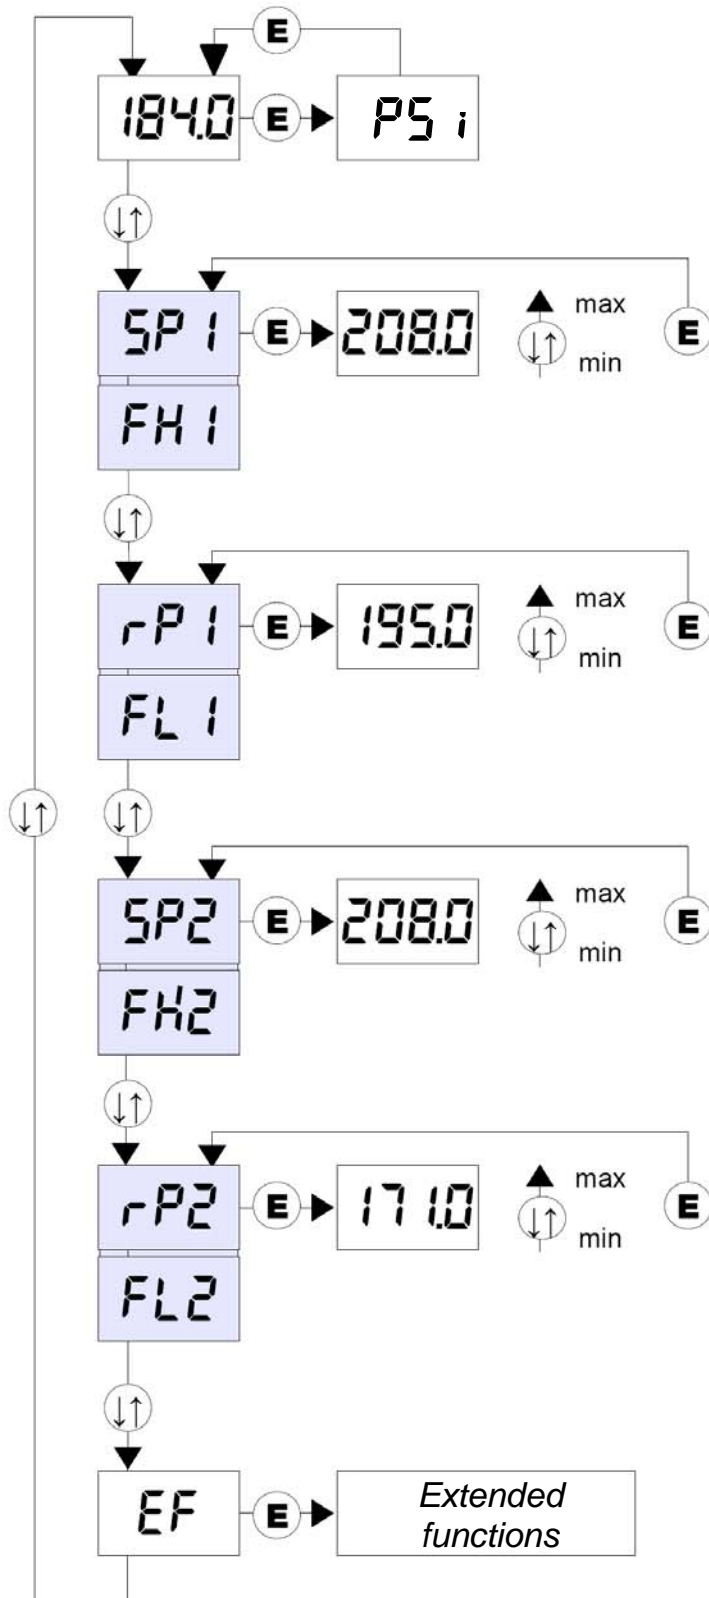 E
184.0 E PSi
↓↑
SP1 E 208.0 ↓↑ max min E
FH1
↓↑
rP1 E 195.0 ↓↑ max min E
FL1
↓↑ ↓↑
SP2 E 208.0 ↓↑ max min E
FH2
↓↑
rP2 E 171.0 ↓↑ max min E
FL2
↓↑
EF E Extended
functions